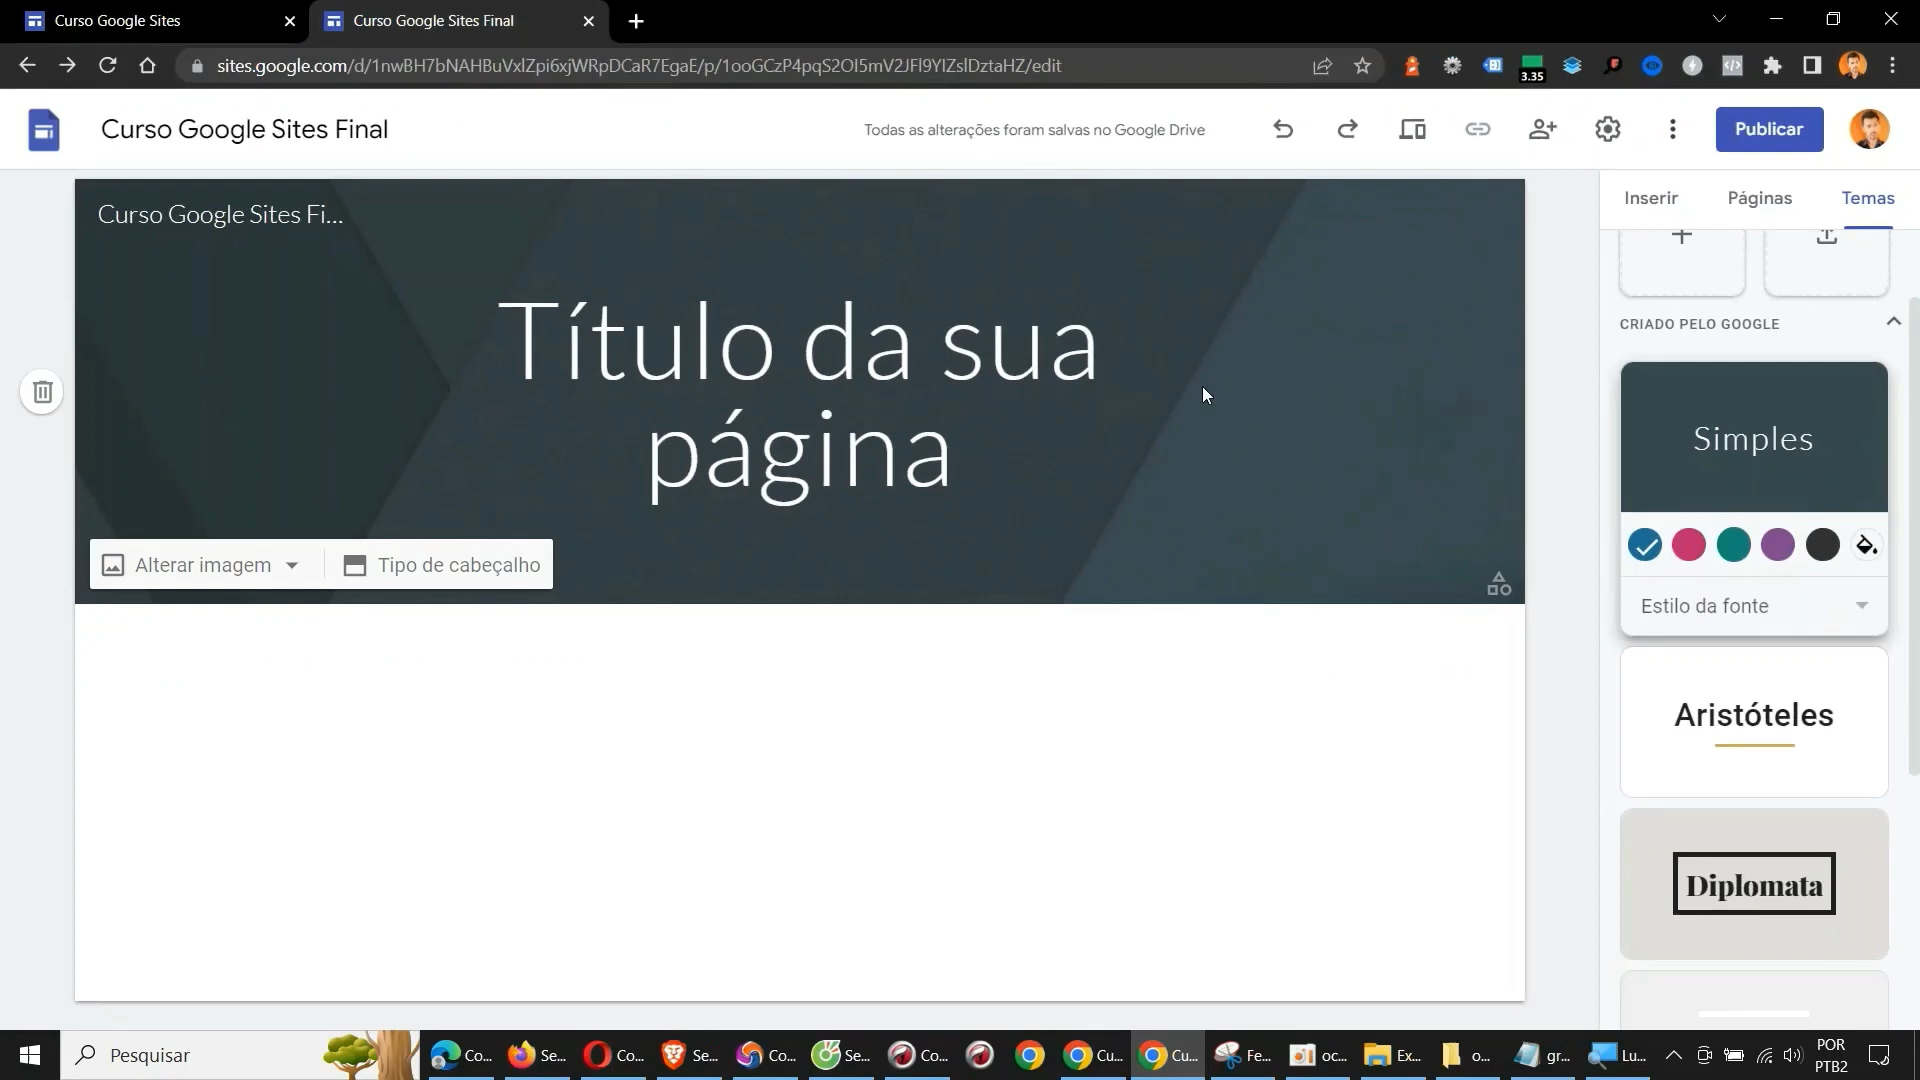 Curso Google Sites
Curso Google Sites Final
sites.google.com/d/1nwBH7bNAHBuVxlZpi6xjWRpDCaR7EgaE/p/1ooGCzP4pqS2OI5mV2JFl9YlZslDztaHZ/edit
3.35
Curso Google Sites Final
Todas as alterações foram salvas no Google Drive
Publicar
Inserir
Páginas
Temas
Curso Google Sites Fi...
Título da sua
página
Alterar imagem
Tipo de cabeçalho
CRIADO PELO GOOGLE
Simples
Estilo da fonte
Aristóteles
Diplomata
Pesquisar
Co...
Se...
Co...
Se...
Co...
Se...
Co...
Cu...
Cu...
Fe...
oc...
Ex...
o...
gr...
Lu...
POR
PTB2